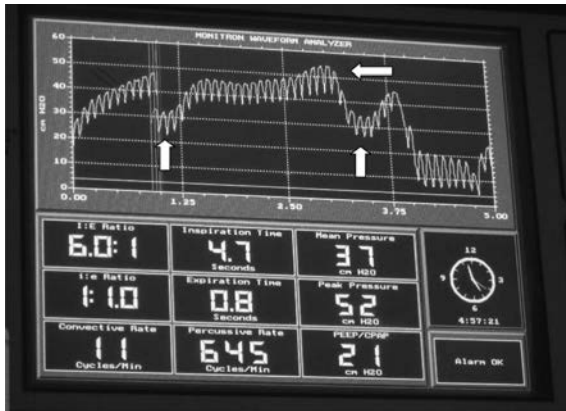 MONITRON WAVEFORM ANALYZER
60
50
40
30
20
10
0
cm H2O
0.00 1.25 2.50 3.75 5.00
I:E Ratio
6.0:1
Inspiration Time
4.7
Seconds
Mean Pressure
37
cm H2O
i:e Ratio
1:1.0
Expiration Time
0.8
Seconds
Peak Pressure
52
cm H2O
Convective Rate
11
Cycles/Min
Percussive Rate
645
Cycles/Min
PEEP/CPAP
21
cm H2O
12
9 3
6
4:57:21
Alarm OK